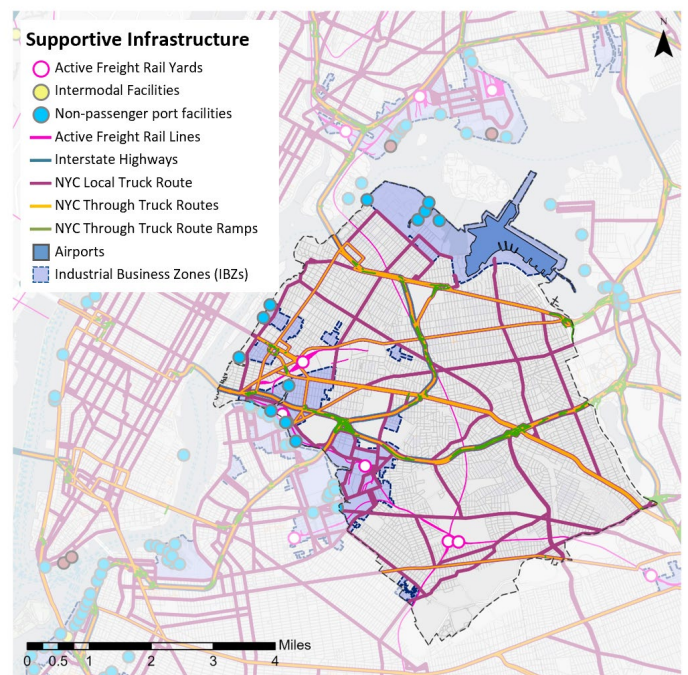 N
Supportive Infrastructure
Active Freight Rail Yards
Intermodal Facilities
Non-passenger port facilities
Active Freight Rail Lines
Interstate Highways
NYC Local Truck Route
NYC Through Truck Routes
NYC Through Truck Route Ramps
Airports
Industrial Business Zones (IBZs)
Miles
0 0.5 1 2 3 4